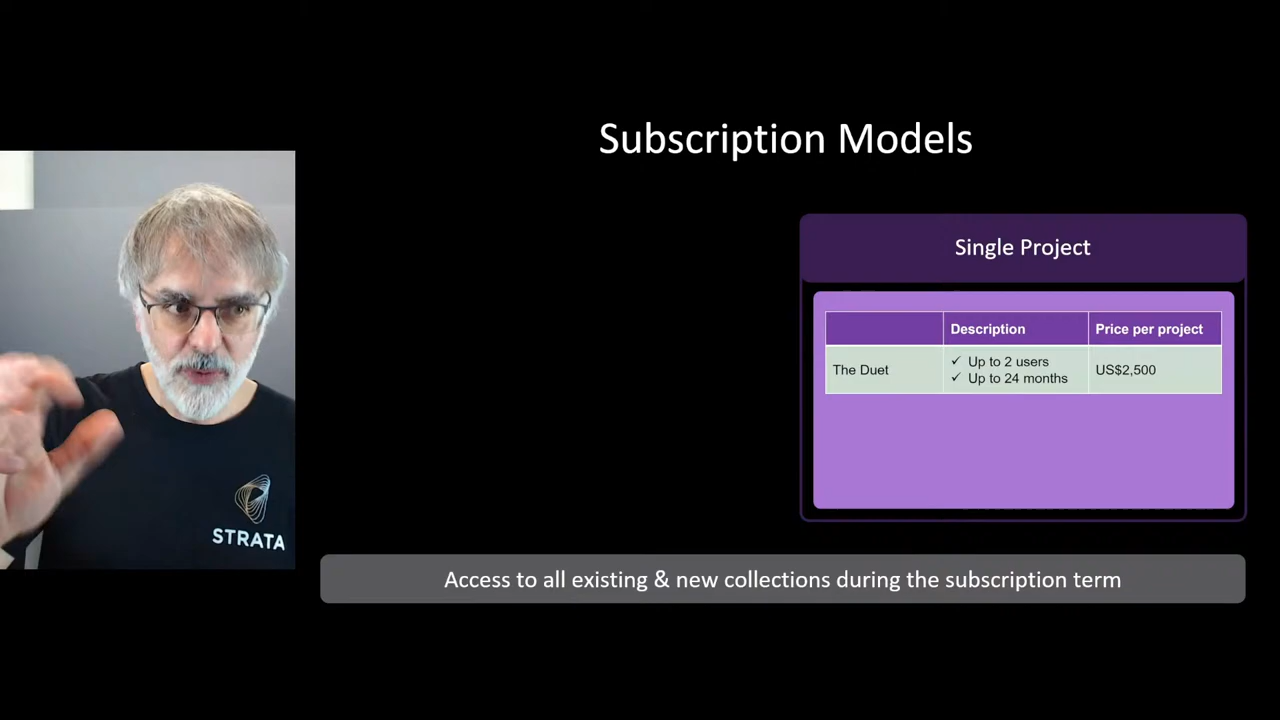 Subscription Models
Single Project
Description Price per project
The Duet ✓ Up to 2 users US$2,500
✓ Up to 24 months
STRATA
Access to all existing & new collections during the subscription term